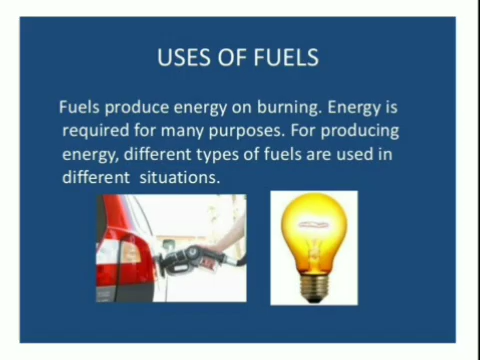 USES OF FUELS
Fuels produce energy on burning. Energy is
required for many purposes. For producing
energy, different types of fuels are used in
different situations.